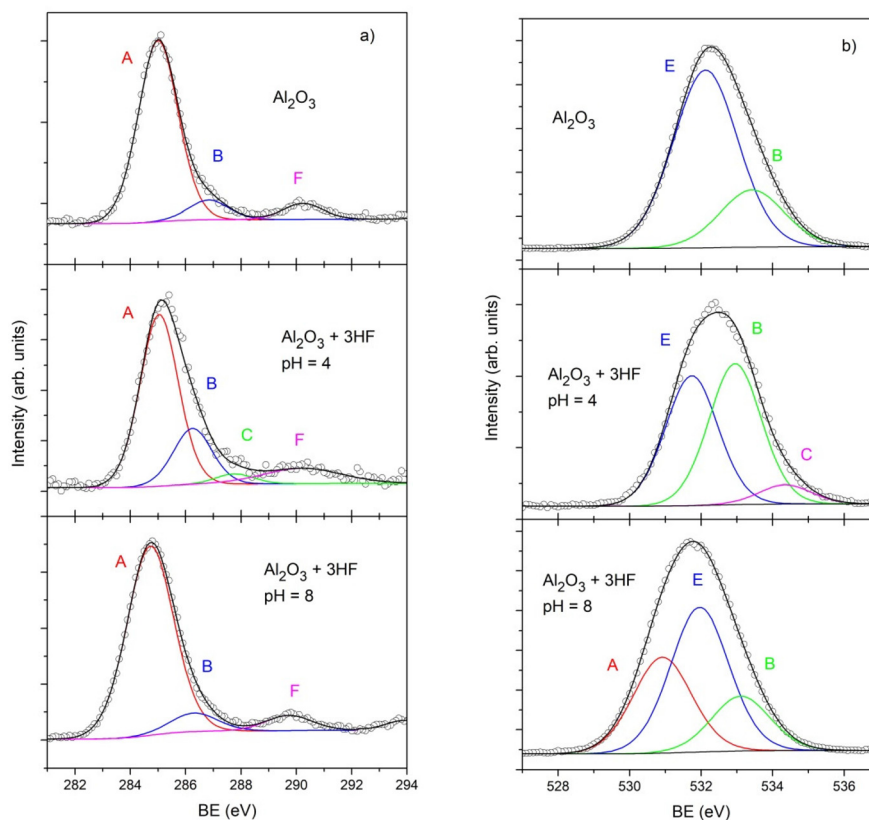 a)
A
B
F
Al₂O₃
A
B
C
F
Al₂O₃ + 3HF
pH = 4
A
B
F
Al₂O₃ + 3HF
pH = 8
Intensity (arb. units)
282 284 286 288 290 292 294
BE (eV)
b)
E
B
Al₂O₃
E
B
C
Al₂O₃ + 3HF
pH = 4
A
E
B
Al₂O₃ + 3HF
pH = 8
Intensity (arb. units)
528 530 532 534 536
BE (eV)